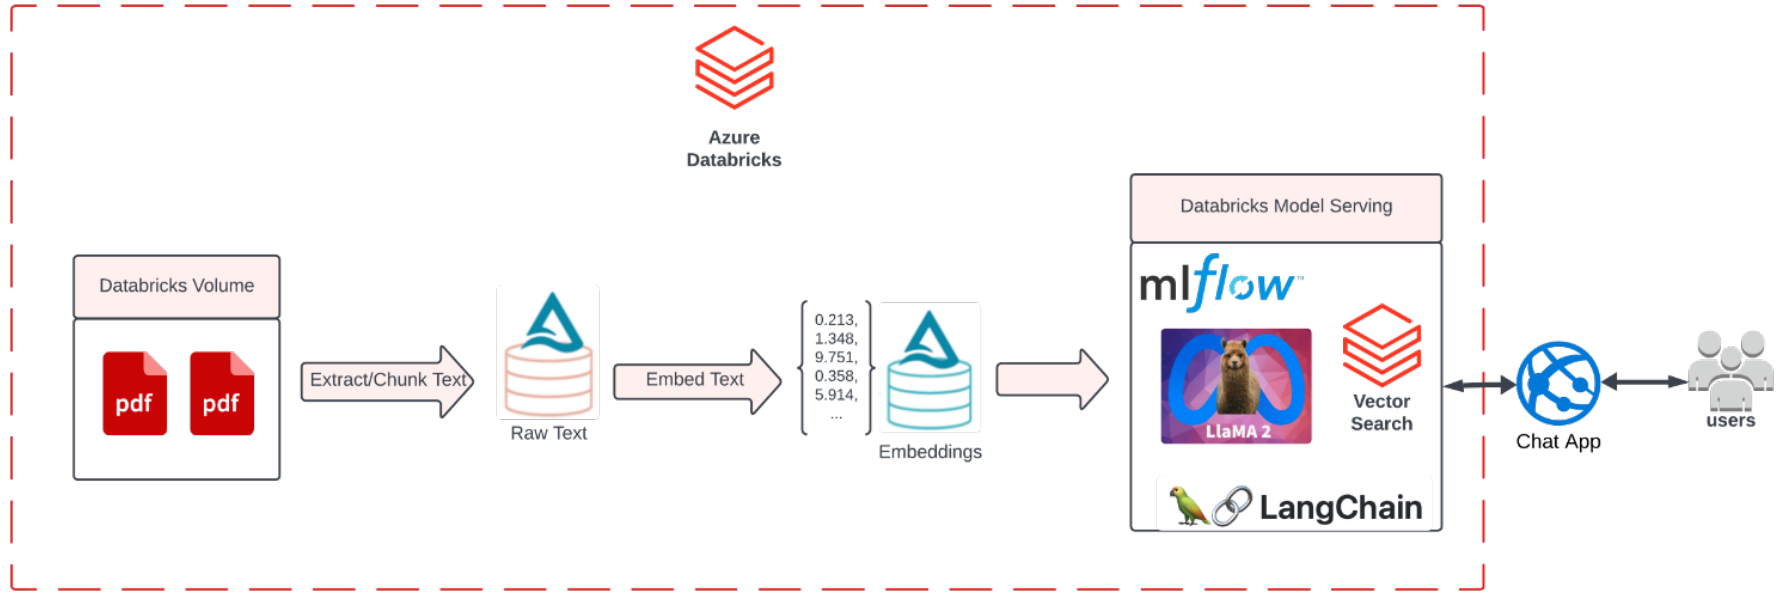 Azure
Databricks
Databricks Volume
pdf
pdf
Extract/Chunk Text
Raw Text
Embed Text
0.213,
1.348,
9.751,
0.358,
5.914,
...
Embeddings
Databricks Model Serving
mlflow™
LlaMA 2
Vector
Search
LangChain
Chat App
users